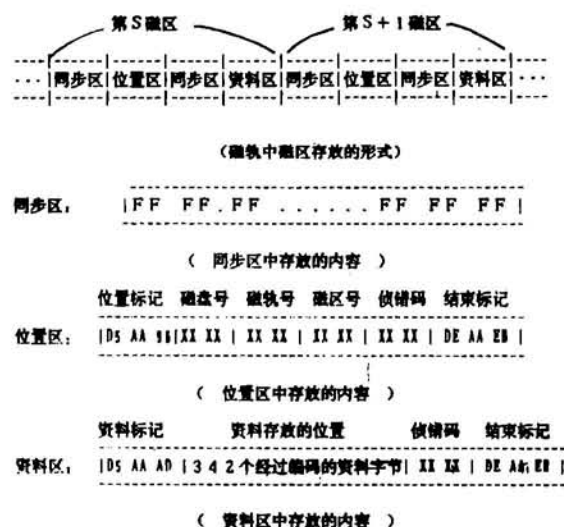 第S磁区 第S+1磁区
··· |同步区|位置区|同步区|资料区|同步区|位置区|同步区|资料区| ···
(磁轨中磁区存放的形式)
同步区: |FF FF.FF ......FF FF FF|
( 同步区中存放的内容 )
位置标记 磁盘号 磁轨号 磁区号 侦错码 结束标记
位置区: |D5 AA 96|XX XX | XX XX | XX XX | XX XX | DE AA EB |
( 位置区中存放的内容 )
资料标记 资料存放的位置 侦错码 结束标记
资料区: |D5 AA AD |342个经过编码的资料字节| XX XX | DE AA EB |
( 资料区中存放的内容 )